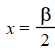 x = β/2